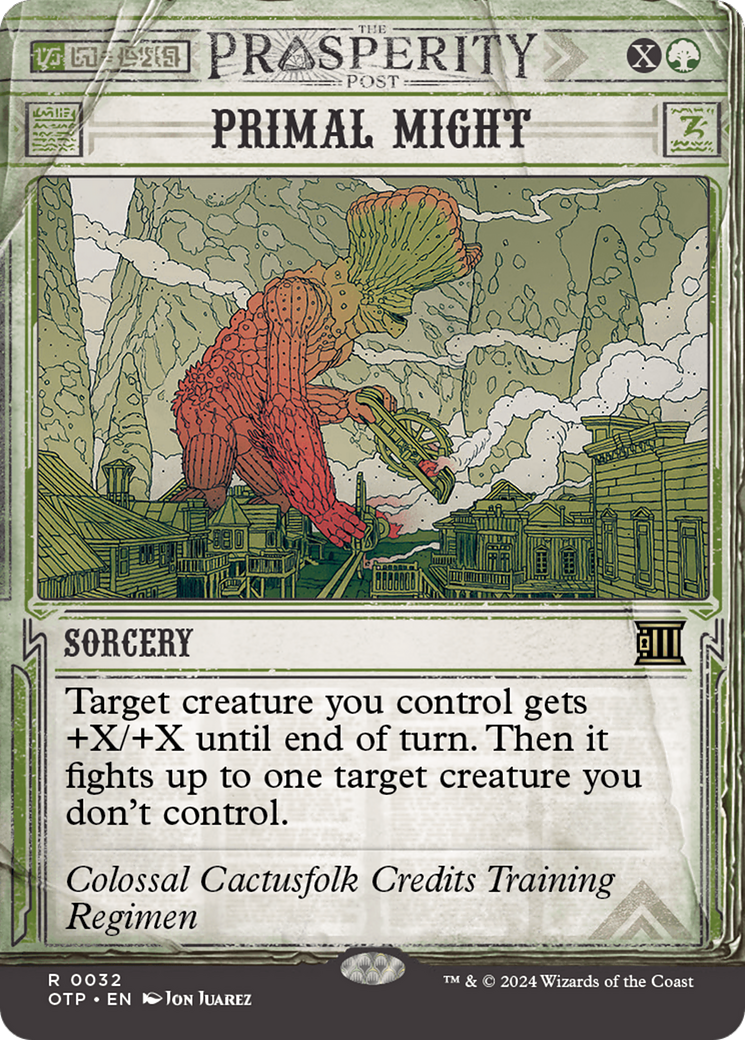 THE
PROSPERITY
POST
X
PRIMAL MIGHT
SORCERY
Target creature you control gets
+X/+X until end of turn. Then it
fights up to one target creature you
don't control.
Colossal Cactusfolk Credits Training
Regimen
R 0032
OTP • EN Jon Juarez
™ & © 2024 Wizards of the Coast